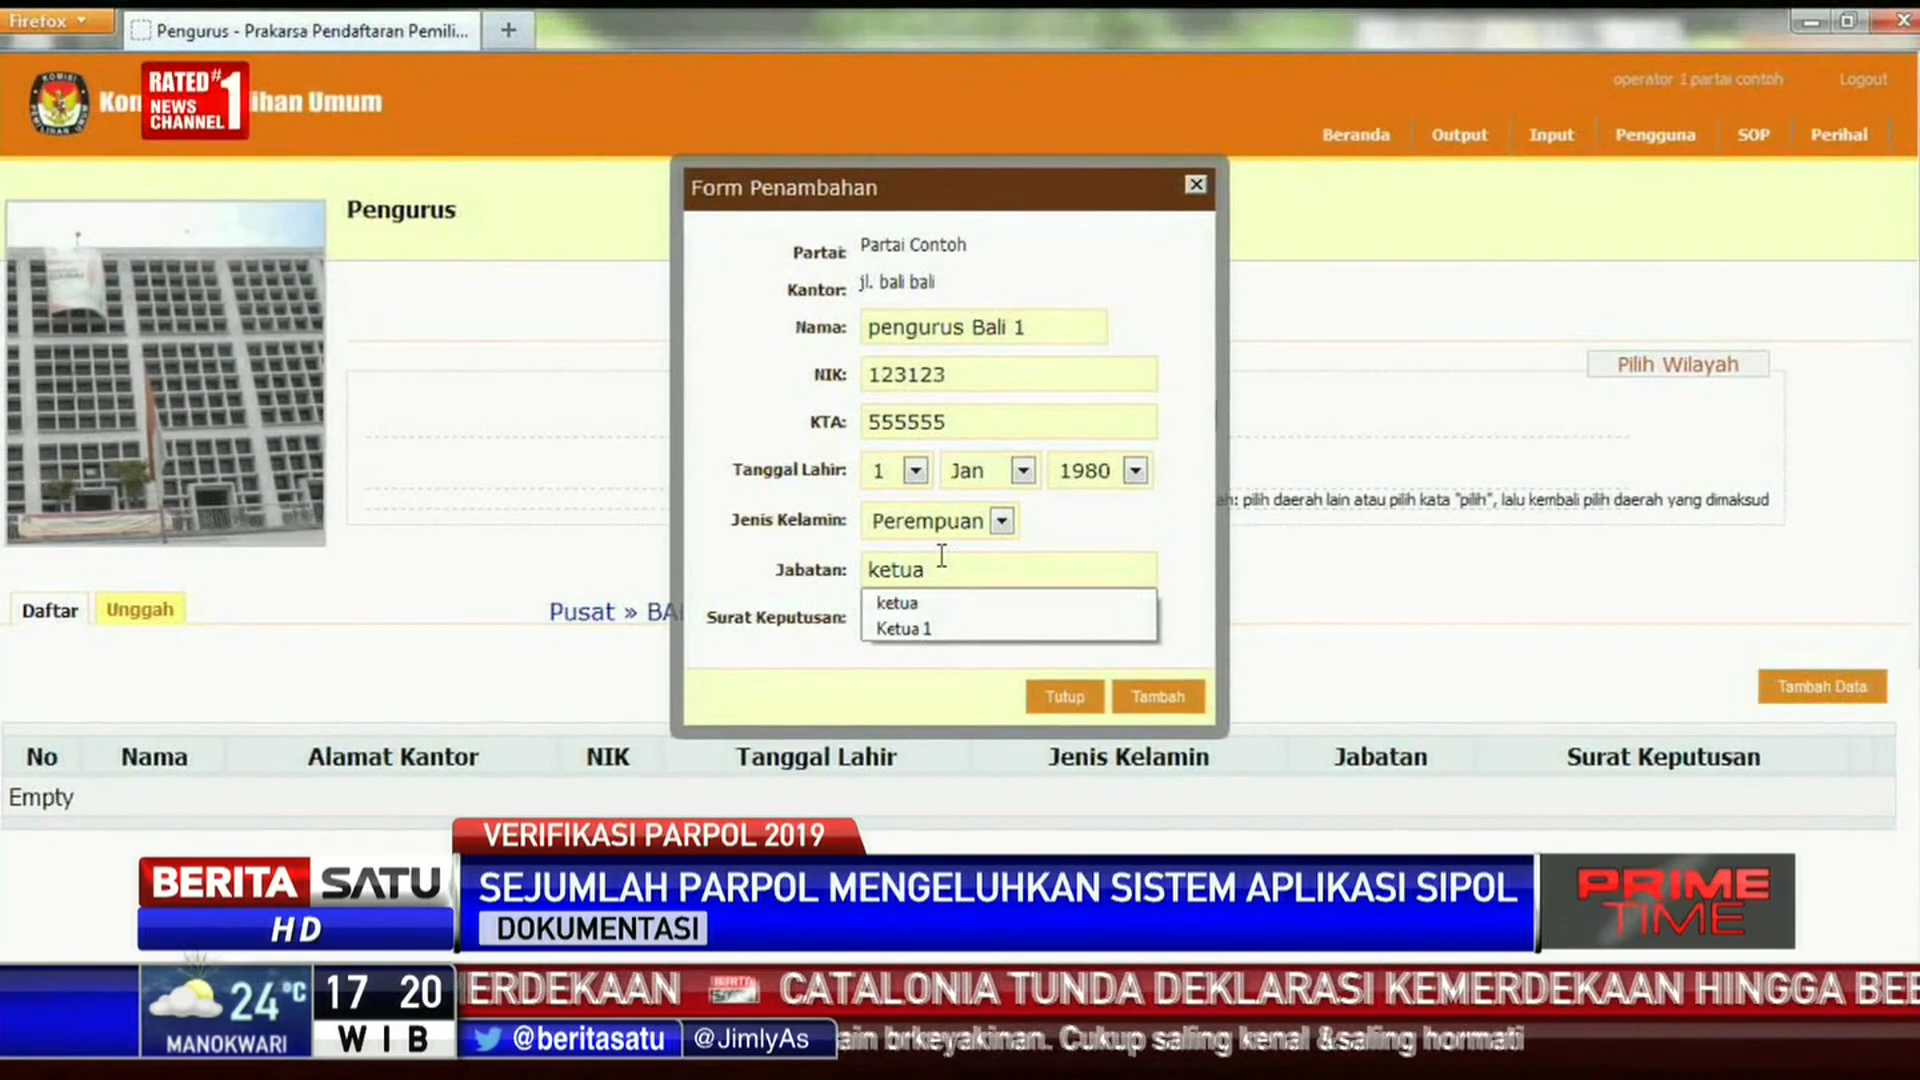 Firefox
Pengurus - Prakarsa Pendaftaran Pemili...
operator 1 partai contoh
Logout
KOMISI
RATED #1
NEWS
CHANNEL
ihan Umum
Beranda
Output
Input
Pengguna
SOP
Perihal
Pengurus
Form Penambahan
Partai: Partai Contoh
Kantor: jl. bali bali
Nama: pengurus Bali 1
NIK: 123123
KTA: 555555
Tanggal Lahir: 1 Jan 1980
Jenis Kelamin: Perempuan
Jabatan: ketua
ketua
Ketua 1
Surat Keputusan:
Tutup
Tambah
Pilih Wilayah
pilih daerah lain atau pilih kata "pilih", lalu kembali pilih daerah yang dimaksud
Daftar
Unggah
Pusat »
Tambah Data
No Nama Alamat Kantor NIK Tanggal Lahir Jenis Kelamin Jabatan Surat Keputusan
Empty
VERIFIKASI PARPOL 2019
BERITA SATU
HD
SEJUMLAH PARPOL MENGELUHKAN SISTEM APLIKASI SIPOL
DOKUMENTASI
PRIME
TIME
24°C
MANOKWARI
17 20
WIB
ERDEKAAN CATALONIA TUNDA DEKLARASI KEMERDEKAAN HINGGA
@beritasatu
@JimlyAs
ain brkeyakinan. Cukup saling kenal &saling hormati